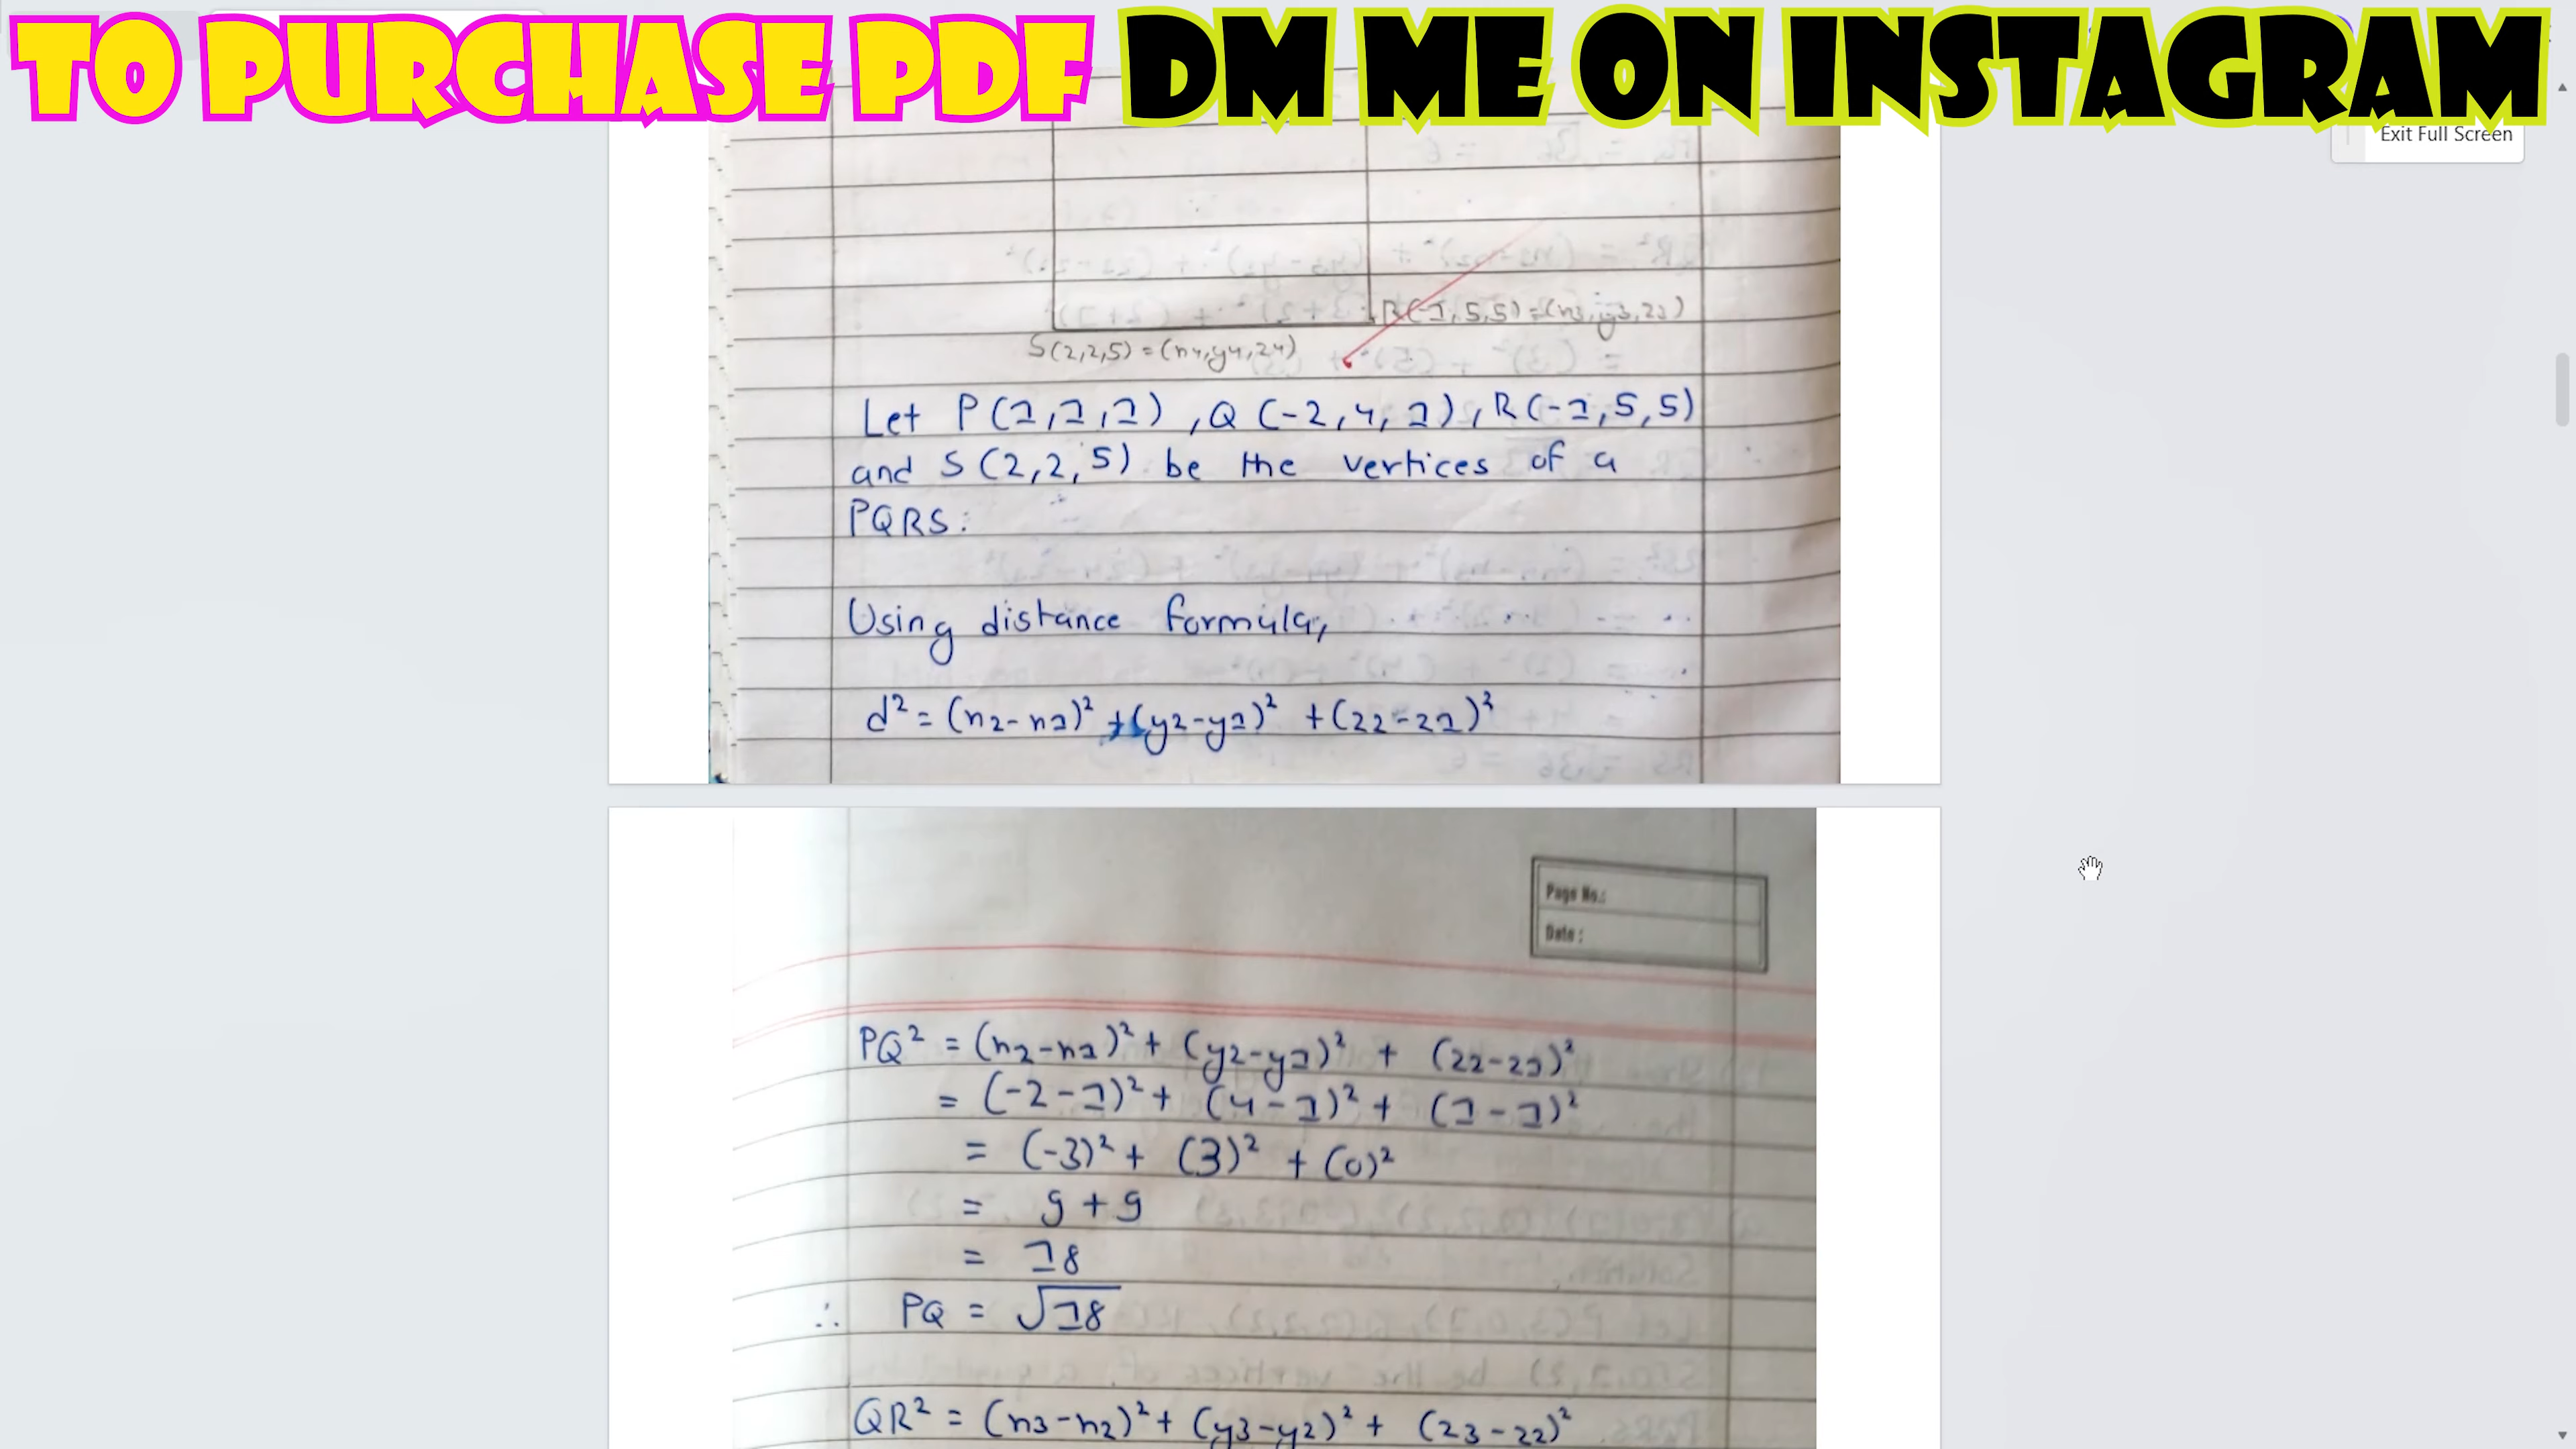 TO PURCHASE PDF DM ME ON INSTAGRAM
Exit Full Screen
R(-1,5,5) = (x3,y3,z3)
S(2,2,5) = (x4,y4,z4)
Let P(1,1,1), Q (-2,4,1), R(-1,5,5)
and S(2,2,5) be the vertices of a
PQRS:
Using distance formula,
d² = (x2-x1)² + (y2-y1)² + (z2-z1)²
Page No.:
Date:
PQ² = (x2-x1)² + (y2-y1)² + (z2-z1)²
= (-2-1)² + (4-1)² + (1-1)²
= (-3)² + (3)² + (0)²
= 9 + 9
= 18
∴ PQ = √18
QR² = (x3-x2)² + (y3-y2)² + (z3-z2)²